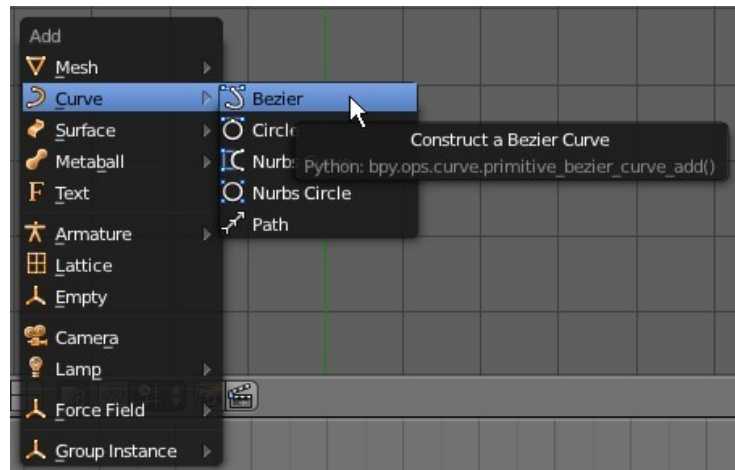 Add
Mesh
Curve
Surface
Metaball
Text
Armature
Lattice
Empty
Camera
Lamp
Force Field
Group Instance
Bezier
Circle
Nurbs
Nurbs Circle
Path
Construct a Bezier Curve
Python: bpy.ops.curve.primitive_bezier_curve_add()